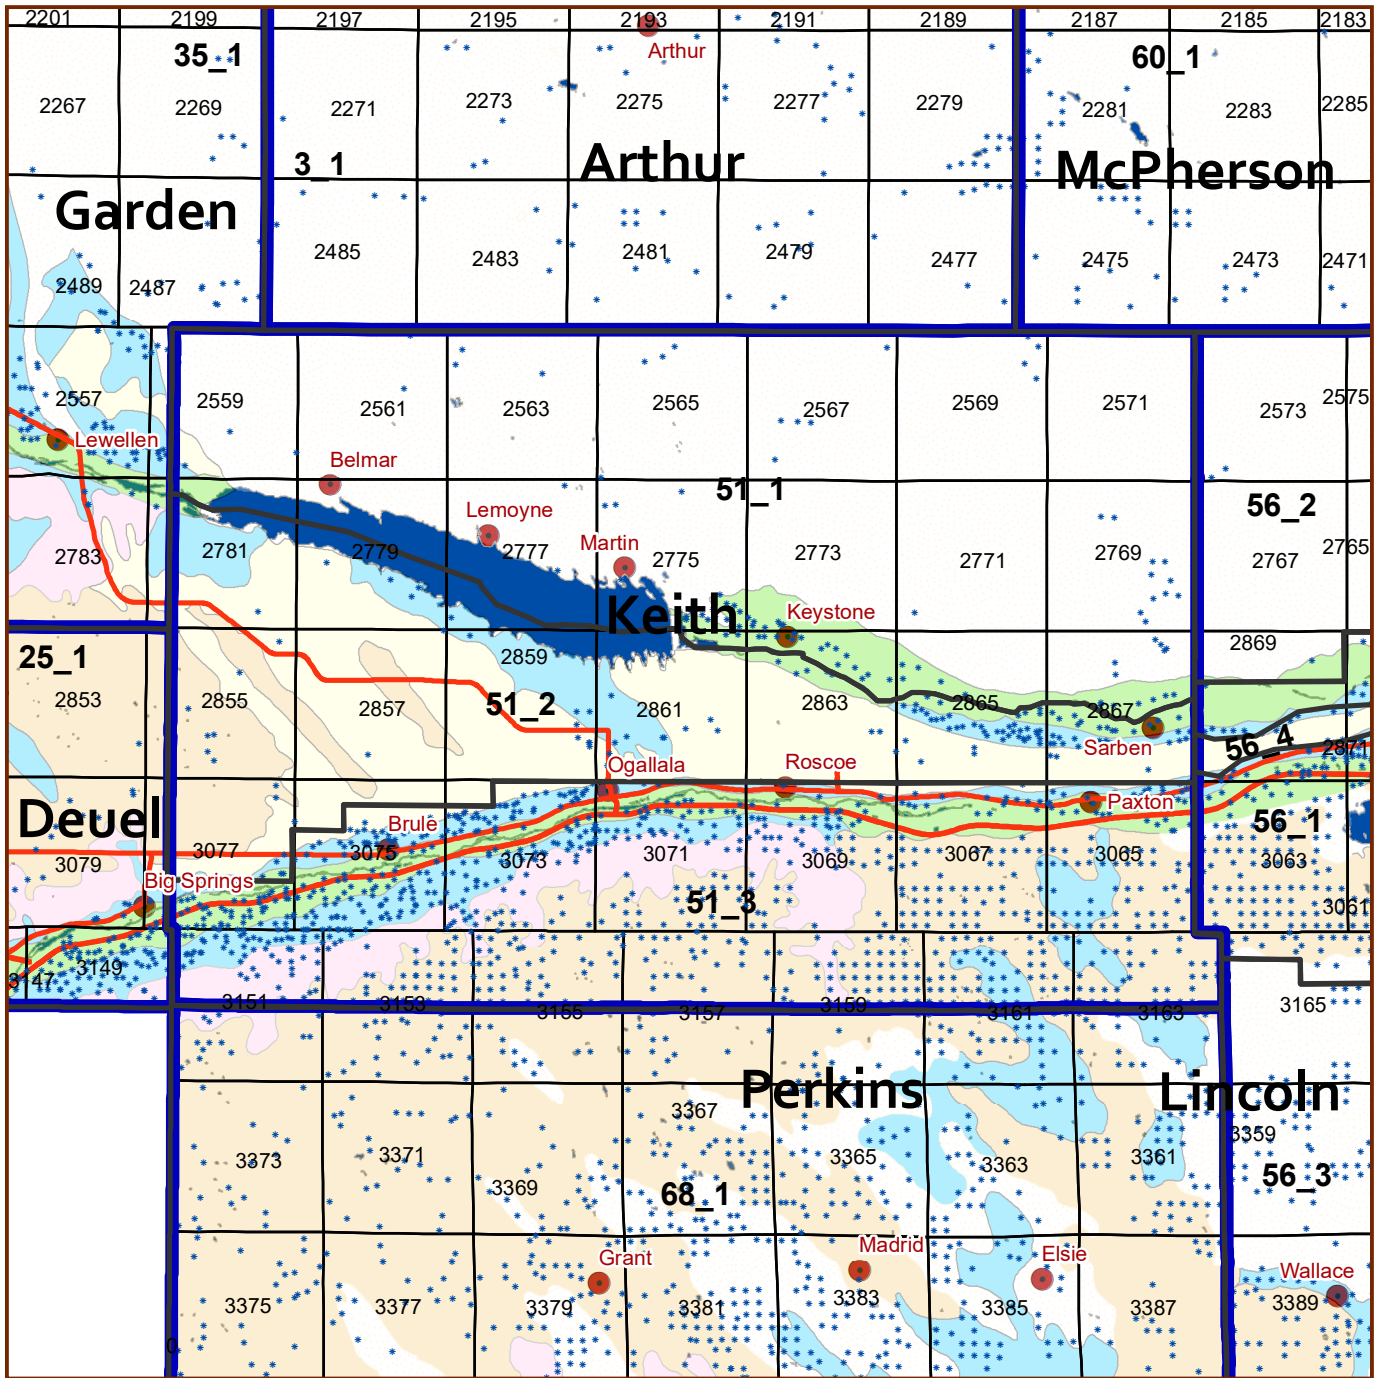 2201 2199 2197 2195 2193 2191 2189 2187 2185 2183
35_1 Arthur 60_1
2267 2269 2271 2273 2275 2277 2279 2281 2283 2285
3_1 Arthur McPherson
Garden
2489 2487 2485 2483 2481 2479 2477 2475 2473 2471
2557 2559 2561 2563 2565 2567 2569 2571 2573 2575
Lewellen Belmar
51_1 56_2
Lemoyne Martin
2783 2781 2779 2777 2775 2773 2771 2769 2767 2765
Keith Keystone
25_1 2859 2869
2853 2855 2857 51_2 2861 2863 2865 2867
Sarben 56_4 2871
Ogallala Roscoe
Deuel Brule Paxton 56_1
3079 3077 3075 3073 3071 3069 3067 3065 3063
Big Springs 51_3 3061
3147 3149
3151 3153 3155 3157 3159 3161 3163 3165
Perkins Lincoln
3367
3373 3371 3369 3365 3363 3361 3359
68_1 56_3
Grant Madrid Elsie Wallace
3375 3377 3379 3381 3383 3385 3387 3389
0